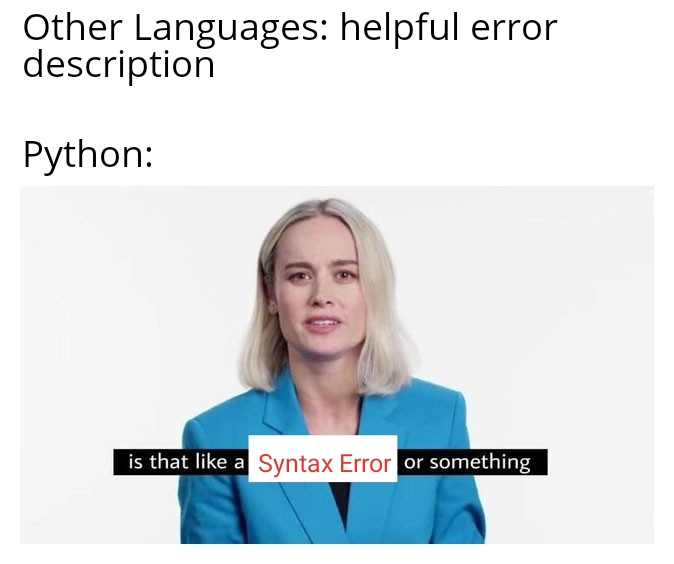 Other Languages: helpful error
description
Python:
is that like a Syntax Error or something